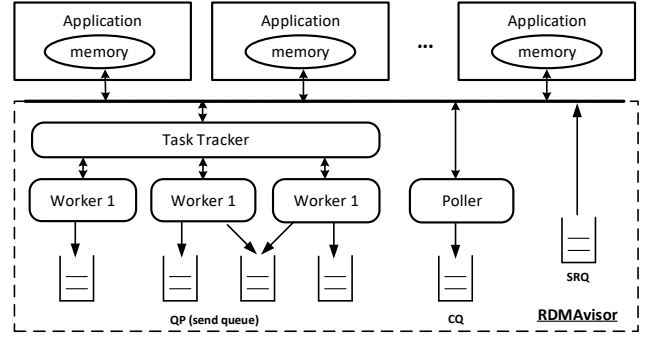 Application Application Application
memory memory ... memory
Task Tracker
Worker 1 Worker 1 Worker 1 Poller
SRQ
QP (send queue) CQ RDMAvisor